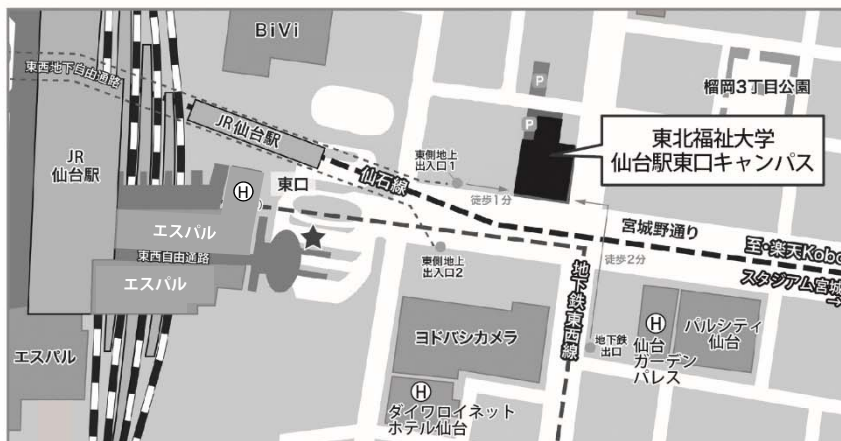 BiVi
東西地下自由通路
P
榴岡3丁目公園
P
JR仙台駅
東北福祉大学
仙台駅東口キャンパス
JR
仙台駅
東側地上
出入口1
H
東口
仙石線
徒歩1分
エスパル
宮城野通り
東西自由通路
東側地上
出入口2
徒歩2分
至・楽天Kobo
スタジアム宮城
エスパル
地下鉄東西線
エスパル
ヨドバシカメラ
地下鉄
出口
H
仙台
ガーデン
パレス
パルシティ
仙台
H
ダイワロイネット
ホテル仙台